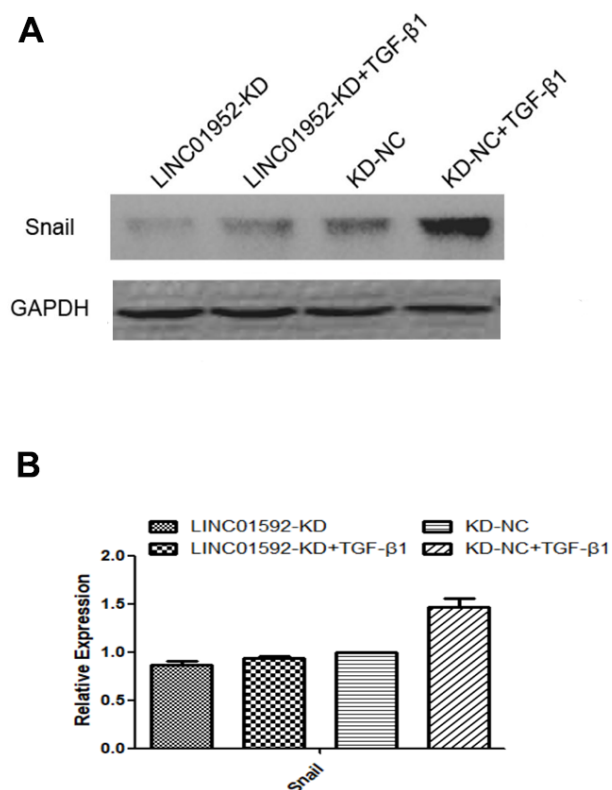 A
LINC01952-KD
LINC01952-KD+TGF-β1
KD-NC
KD-NC+TGF-β1
Snail
GAPDH
B
LINC01592-KD
KD-NC
LINC01592-KD+TGF-β1
KD-NC+TGF-β1
Relative Expression
2.0
1.5
1.0
0.5
0.0
Snail